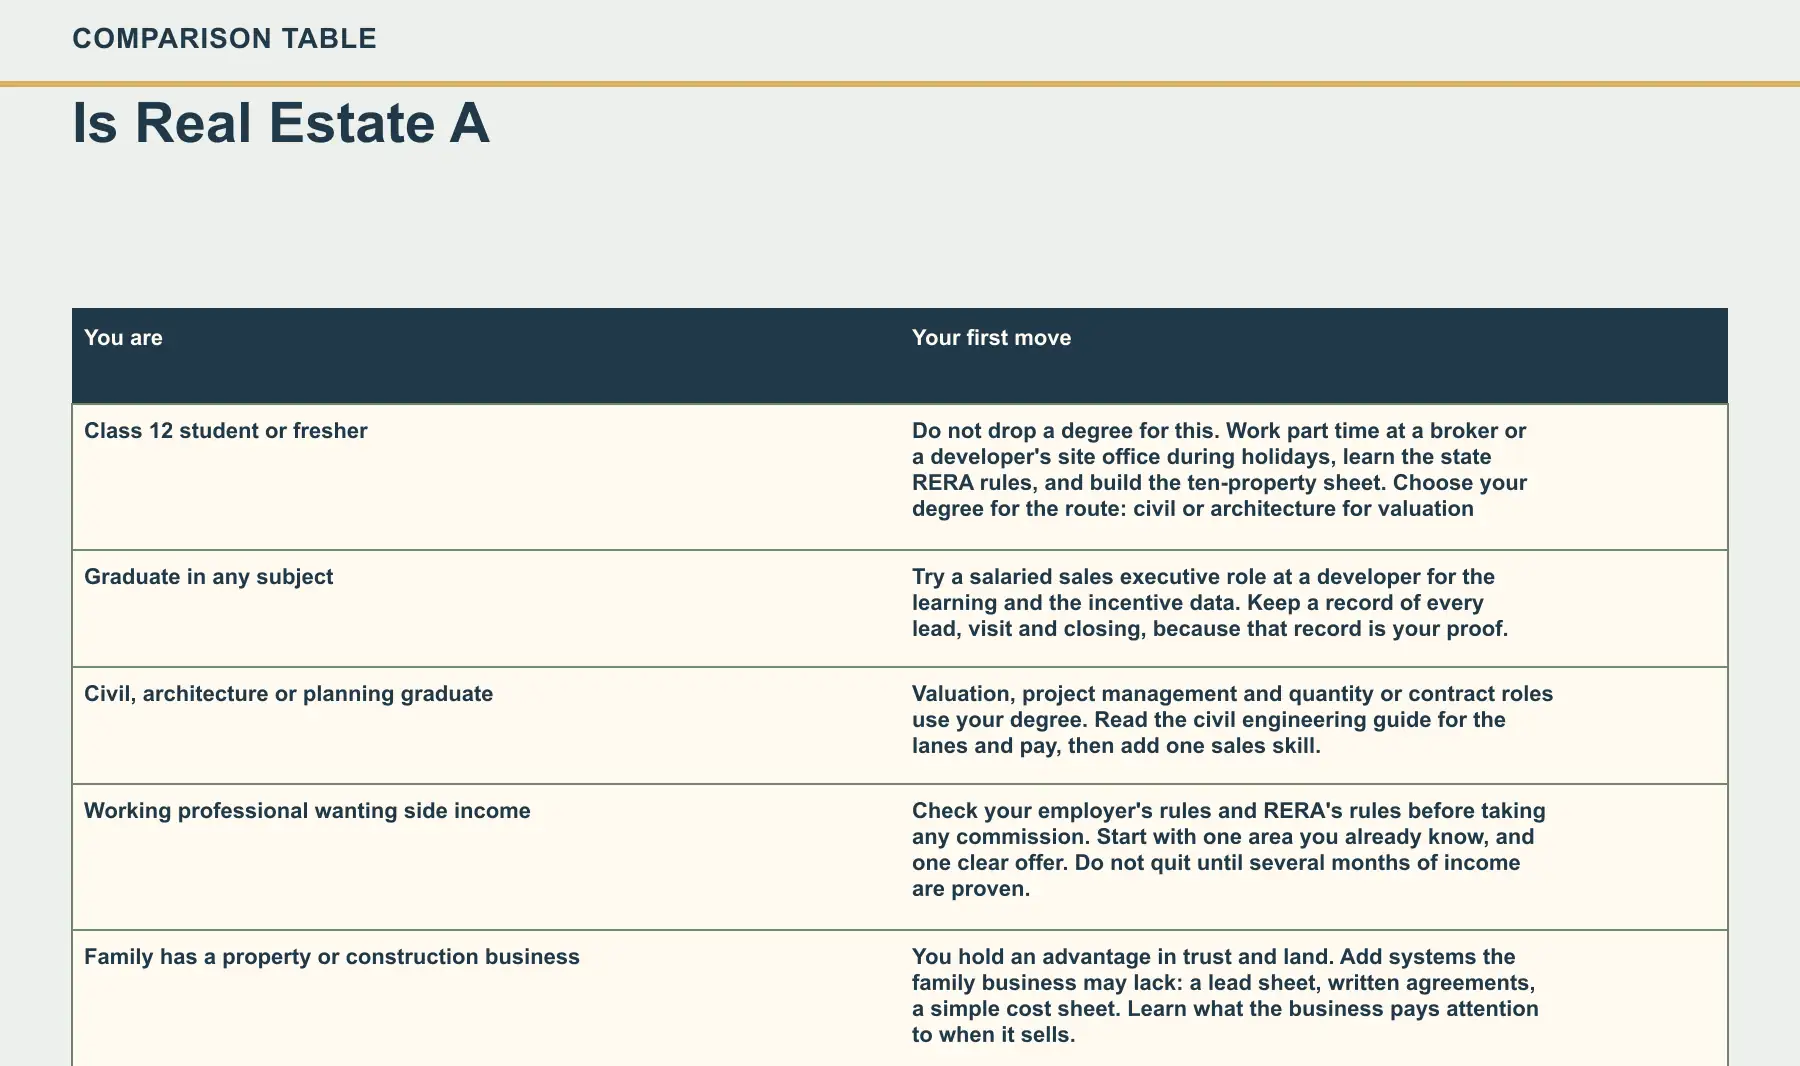 COMPARISON TABLE
Is Real Estate A
You are
Your first move
Class 12 student or fresher
Do not drop a degree for this. Work part time at a broker or
a developer's site office during holidays, learn the state
RERA rules, and build the ten-property sheet. Choose your
degree for the route: civil or architecture for valuation
Graduate in any subject
Try a salaried sales executive role at a developer for the
learning and the incentive data. Keep a record of every
lead, visit and closing, because that record is your proof.
Civil, architecture or planning graduate
Valuation, project management and quantity or contract roles
use your degree. Read the civil engineering guide for the
lanes and pay, then add one sales skill.
Working professional wanting side income
Check your employer's rules and RERA's rules before taking
any commission. Start with one area you already know, and
one clear offer. Do not quit until several months of income
are proven.
Family has a property or construction business
You hold an advantage in trust and land. Add systems the
family business may lack: a lead sheet, written agreements,
a simple cost sheet. Learn what the business pays attention
to when it sells.